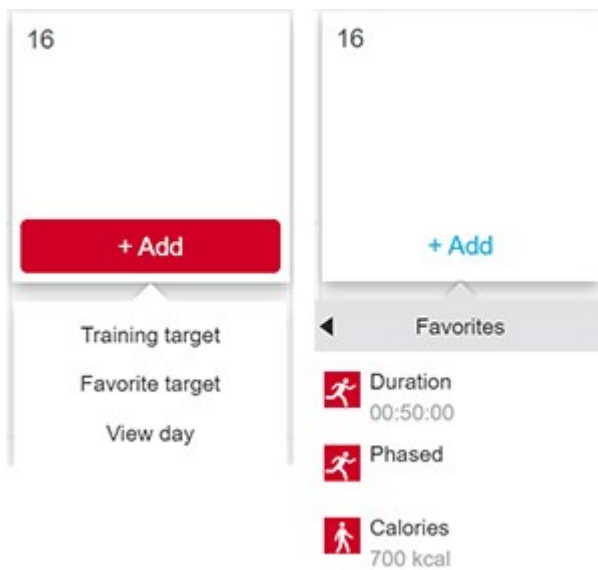 16
+ Add
Training target
Favorite target
View day
16
+ Add
Favorites
Duration
00:50:00
Phased
Calories
700 kcal